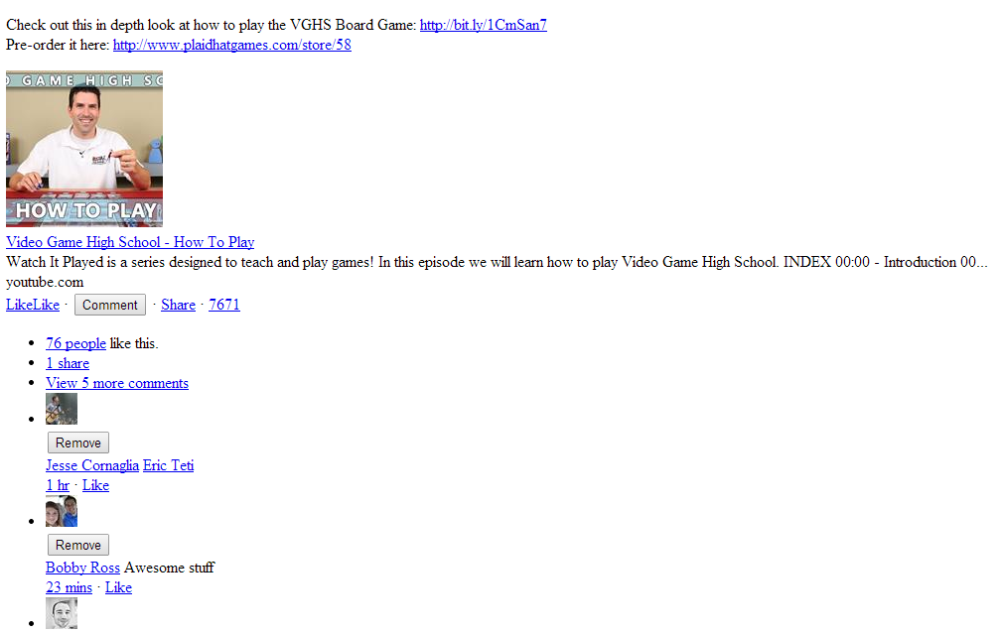 Check out this in depth look at how to play the VGHS Board Game: http://bit.ly/1CmSan7
Pre-order it here: http://www.plaidhatgames.com/store/58
O GAME HIGH SC
HOW TO PLAY
Video Game High School - How To Play
Watch It Played is a series designed to teach and play games! In this episode we will learn how to play Video Game High School. INDEX 00:00 - Introduction 00...
youtube.com
LikeLike · Comment · Share · 7671
76 people like this.
1 share
View 5 more comments
Remove
Jesse Cornaglia Eric Teti
1 hr · Like
Remove
Bobby Ross Awesome stuff
23 mins · Like